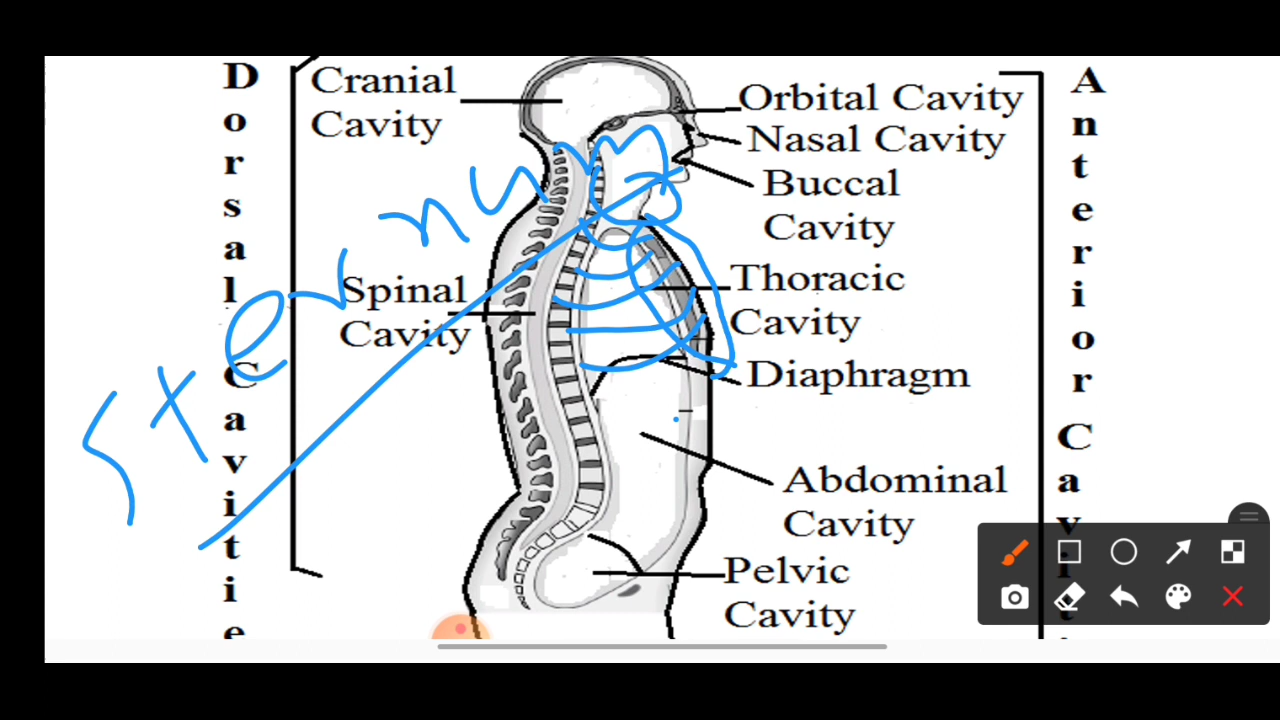 Dorsal Cavitie
Cranial
Cavity
Spinal
Cavity
sternum
Orbital Cavity
Nasal Cavity
Buccal
Cavity
Thoracic
Cavity
Diaphragm
Abdominal
Cavity
Pelvic
Cavity
Anterior Cav